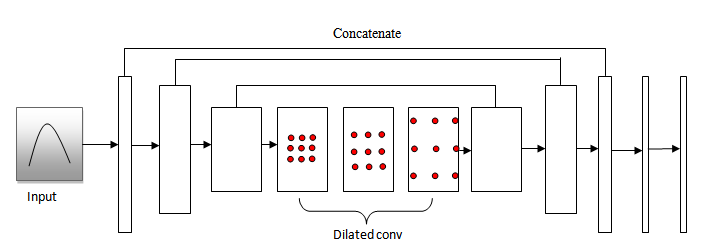 Concatenate
Input
Dilated conv